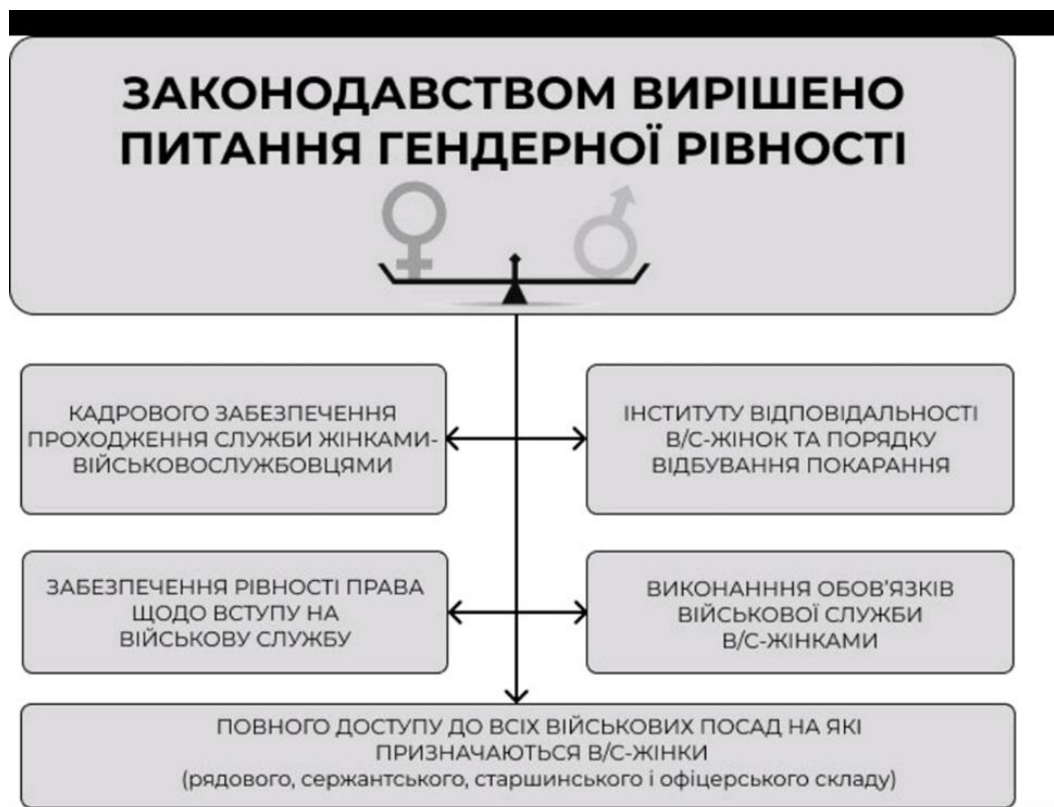 ЗАКОНОДАВСТВОМ ВИРІШЕНО
ПИТАННЯ ГЕНДЕРНОЇ РІВНОСТІ
КАДРОВОГО ЗАБЕЗПЕЧЕННЯ
ПРОХОДЖЕННЯ СЛУЖБИ ЖІНКАМИ-
ВІЙСЬКОВОСЛУЖБОВЦЯМИ
ІНСТИТУТУ ВІДПОВІДАЛЬНОСТІ
В/С-ЖІНОК ТА ПОРЯДКУ
ВІДБУВАННЯ ПОКАРАННЯ
ЗАБЕЗПЕЧЕННЯ РІВНОСТІ ПРАВА
ЩОДО ВСТУПУ НА
ВІЙСЬКОВУ СЛУЖБУ
ВИКОНАНННЯ ОБОВ'ЯЗКІВ
ВІЙСЬКОВОЇ СЛУЖБИ
В/С-ЖІНКАМИ
ПОВНОГО ДОСТУПУ ДО ВСІХ ВІЙСЬКОВИХ ПОСАД НА ЯКІ
ПРИЗНАЧАЮТЬСЯ В/С-ЖІНКИ
(рядового, сержантського, старшинського і офіцерського складу)